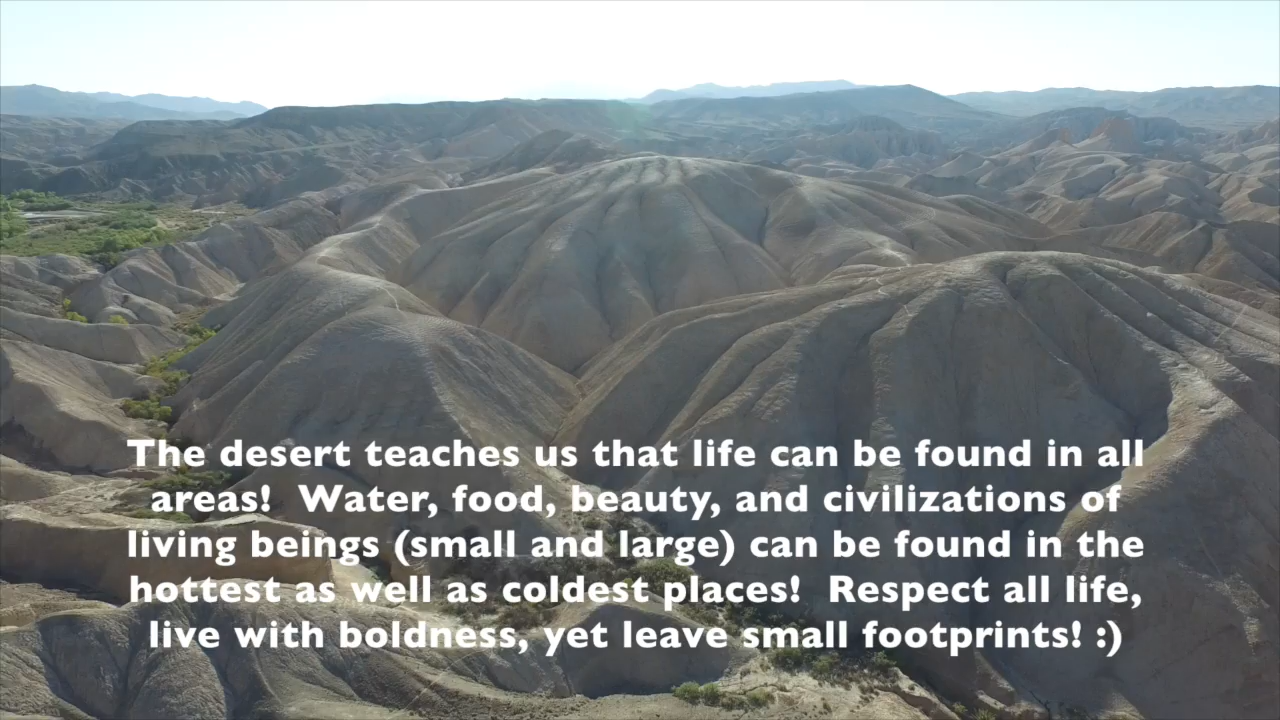 The desert teaches us that life can be found in all
areas!  Water, food, beauty, and civilizations of
living beings (small and large) can be found in the
hottest as well as coldest places!  Respect all life,
live with boldness, yet leave small footprints! :)